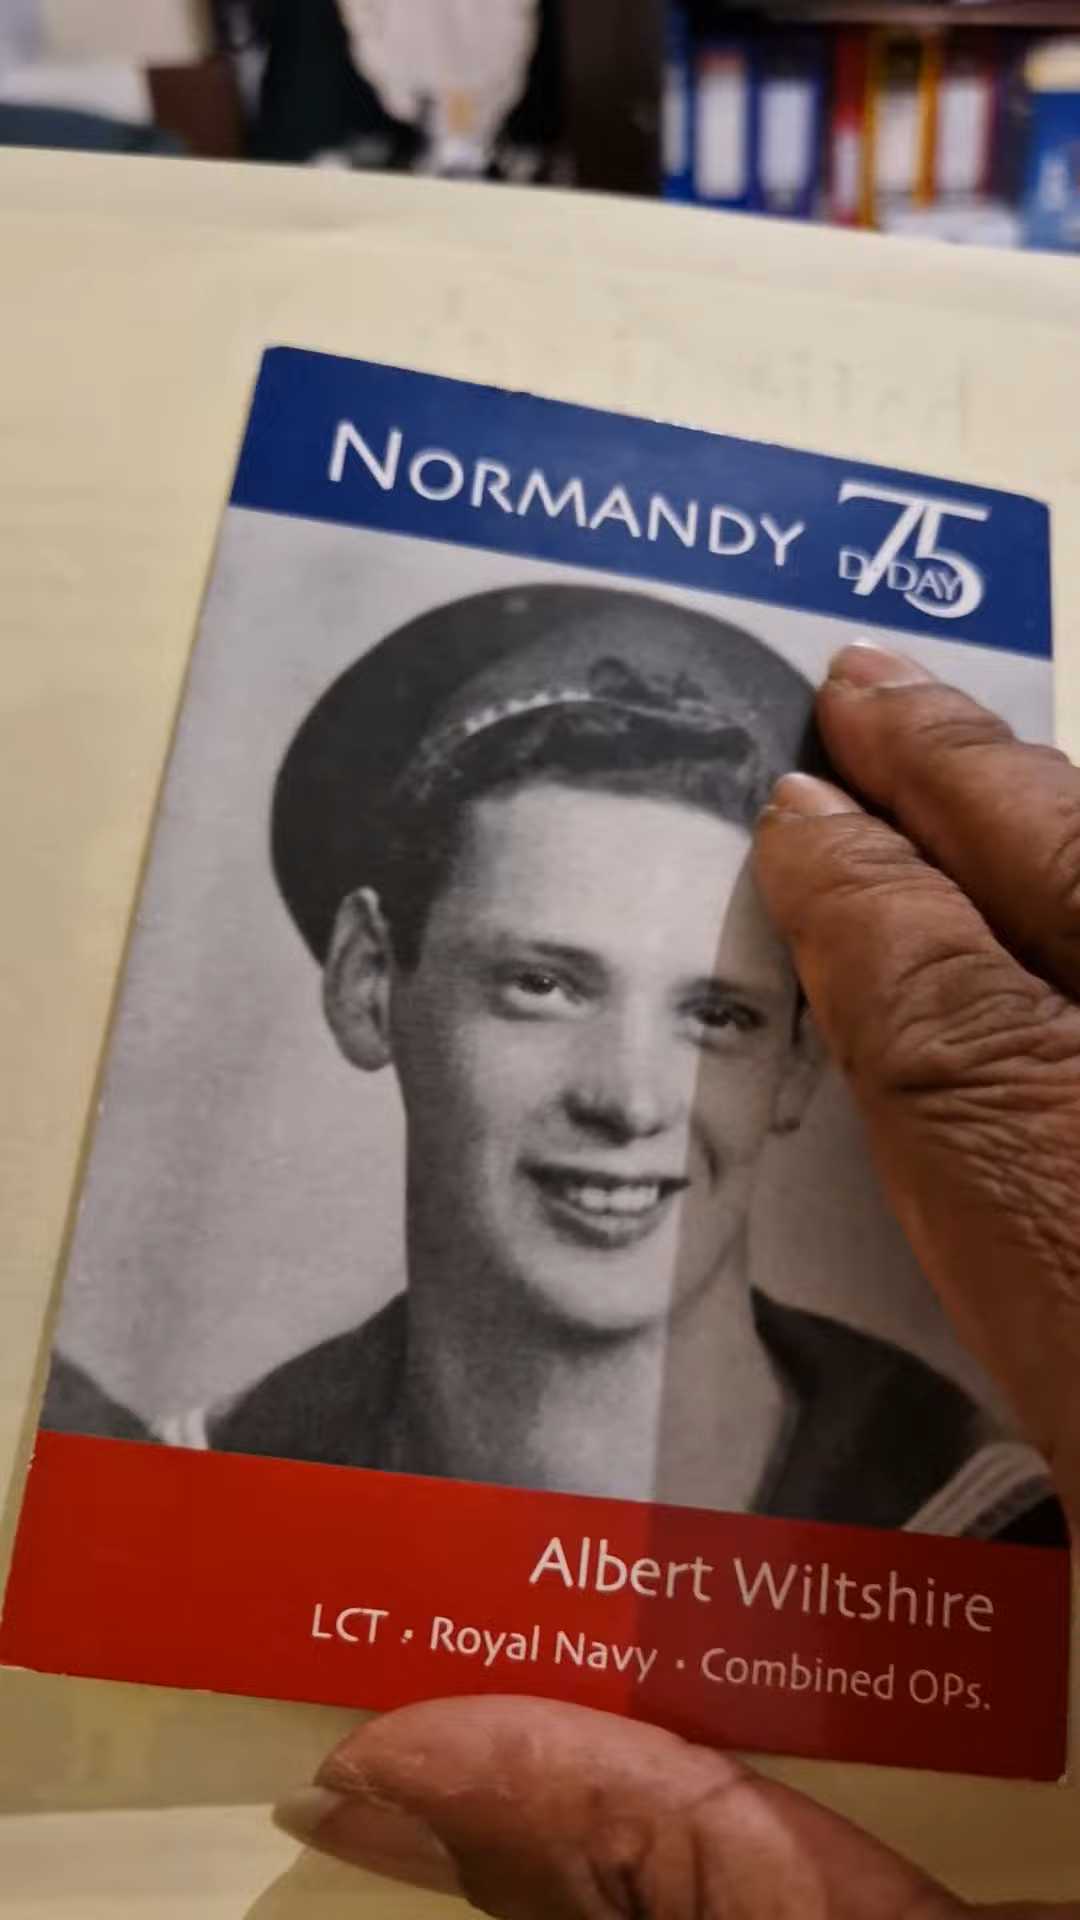 NORMANDY 75
D-DAY
Albert Wiltshire
LCT · Royal Navy · Combined OPs.